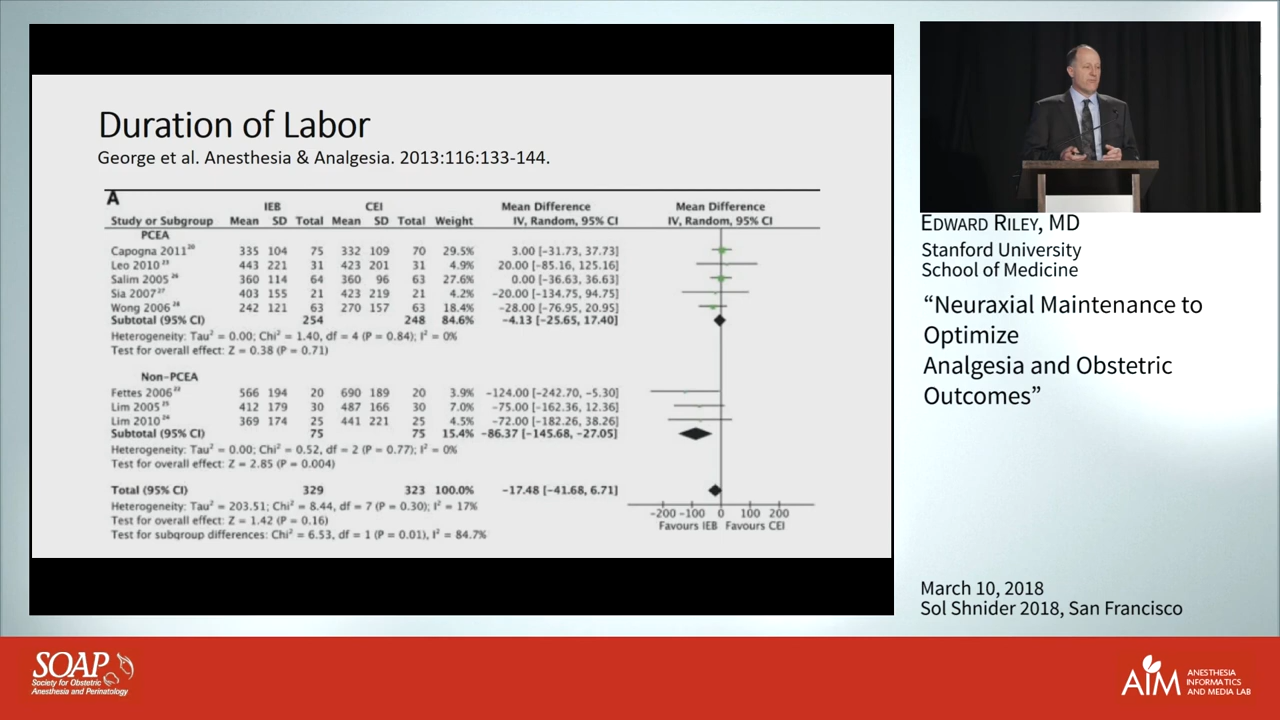 Duration of Labor
George et al. Anesthesia & Analgesia. 2013:116:133-144.
A
IEB CEI Mean Difference Mean Difference
Study or Subgroup Mean SD Total Mean SD Total Weight IV, Random, 95% CI IV, Random, 95% CI
PCEA
Capogna 2011 335 104 75 332 109 70 29.5% 3.00 [-31.73, 37.73]
Leo 2010 443 221 31 423 201 31 4.9% 20.00 [-85.16, 125.16]
Salim 2005 360 114 64 360 96 63 27.6% 0.00 [-36.63, 36.63]
Sia 2007 403 155 21 423 219 21 4.2% -20.00 [-134.75, 94.75]
Wong 2006 242 121 63 270 157 63 18.4% -28.00 [-76.95, 20.95]
Subtotal (95% CI) 254 248 84.6% -4.13 [-25.65, 17.40]
Heterogeneity: Tau² = 0.00; Chi² = 1.40, df = 4 (P = 0.84); I² = 0%
Test for overall effect: Z = 0.38 (P = 0.71)
Non-PCEA
Fettes 2006 566 194 20 690 189 20 3.9% -124.00 [-242.70, -5.30]
Lim 2005 412 179 30 487 166 30 7.0% -75.00 [-162.36, 12.36]
Lim 2010 369 174 25 441 221 25 4.5% -72.00 [-182.26, 38.26]
Subtotal (95% CI) 75 75 15.4% -86.37 [-145.68, -27.05]
Heterogeneity: Tau² = 0.00; Chi² = 0.52, df = 2 (P = 0.77); I² = 0%
Test for overall effect: Z = 2.85 (P = 0.004)
Total (95% CI) 329 323 100.0% -17.48 [-41.68, 6.71]
Heterogeneity: Tau² = 203.51; Chi² = 8.44, df = 7 (P = 0.30); I² = 17%
Test for overall effect: Z = 1.42 (P = 0.16)
Test for subgroup differences: Chi² = 6.53, df = 1 (P = 0.01), I² = 84.7%
-200 -100 0 100 200
Favours IEB Favours CEI
EDWARD RILEY, MD
Stanford University
School of Medicine
“Neuraxial Maintenance to
Optimize
Analgesia and Obstetric
Outcomes”
March 10, 2018
Sol Shnider 2018, San Francisco
SOAP
Society for Obstetric
Anesthesia and Perinatology
AIM
ANESTHESIA
INFORMATICS
AND MEDIA LAB